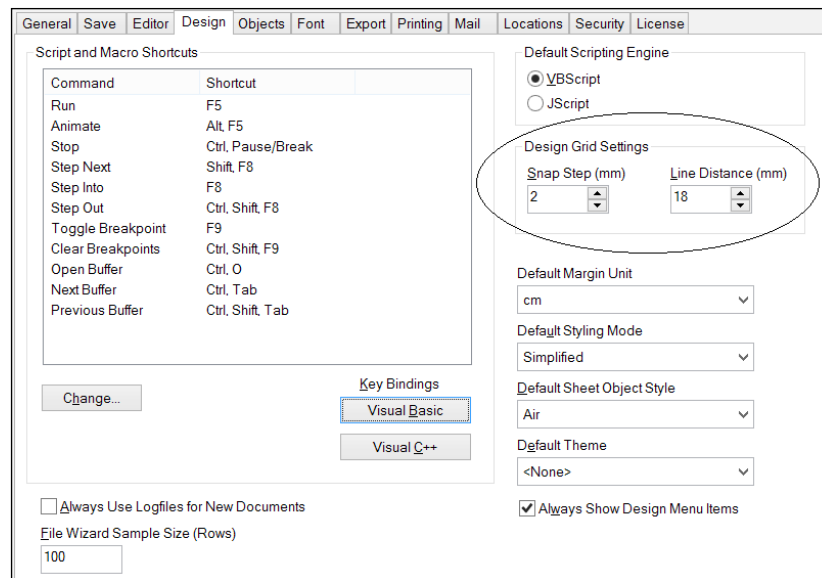 General Save Editor Design Objects Font Export Printing Mail Locations Security License
Script and Macro Shortcuts
Command Shortcut
Run F5
Animate Alt, F5
Stop Ctrl, Pause/Break
Step Next Shift, F8
Step Into F8
Step Out Ctrl, Shift, F8
Toggle Breakpoint F9
Clear Breakpoints Ctrl, Shift, F9
Open Buffer Ctrl, O
Next Buffer Ctrl, Tab
Previous Buffer Ctrl, Shift, Tab
Change...
Key Bindings
Visual Basic
Visual C++
Always Use Logfiles for New Documents
File Wizard Sample Size (Rows)
100
Default Scripting Engine
VBScript
JScript
Design Grid Settings
Snap Step (mm) Line Distance (mm)
2 18
Default Margin Unit
cm
Default Styling Mode
Simplified
Default Sheet Object Style
Air
Default Theme
<None>
Always Show Design Menu Items